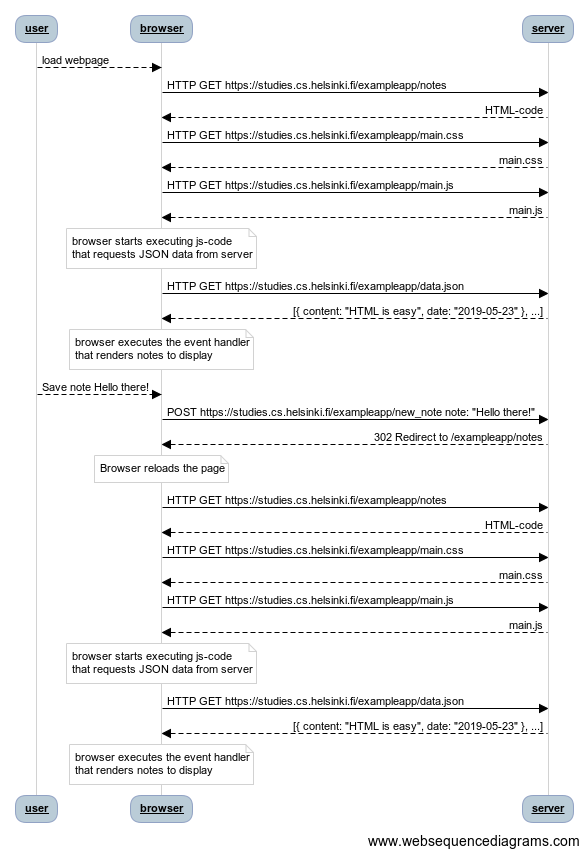 user browser server
load webpage
HTTP GET https://studies.cs.helsinki.fi/exampleapp/notes
HTML-code
HTTP GET https://studies.cs.helsinki.fi/exampleapp/main.css
main.css
HTTP GET https://studies.cs.helsinki.fi/exampleapp/main.js
main.js
browser starts executing js-code
that requests JSON data from server
HTTP GET https://studies.cs.helsinki.fi/exampleapp/data.json
[{ content: "HTML is easy", date: "2019-05-23" }, ...]
browser executes the event handler
that renders notes to display
Save note Hello there!
POST https://studies.cs.helsinki.fi/exampleapp/new_note note: "Hello there!"
302 Redirect to /exampleapp/notes
Browser reloads the page
HTTP GET https://studies.cs.helsinki.fi/exampleapp/notes
HTML-code
HTTP GET https://studies.cs.helsinki.fi/exampleapp/main.css
main.css
HTTP GET https://studies.cs.helsinki.fi/exampleapp/main.js
main.js
browser starts executing js-code
that requests JSON data from server
HTTP GET https://studies.cs.helsinki.fi/exampleapp/data.json
[{ content: "HTML is easy", date: "2019-05-23" }, ...]
browser executes the event handler
that renders notes to display
user browser server
www.websequencediagrams.com